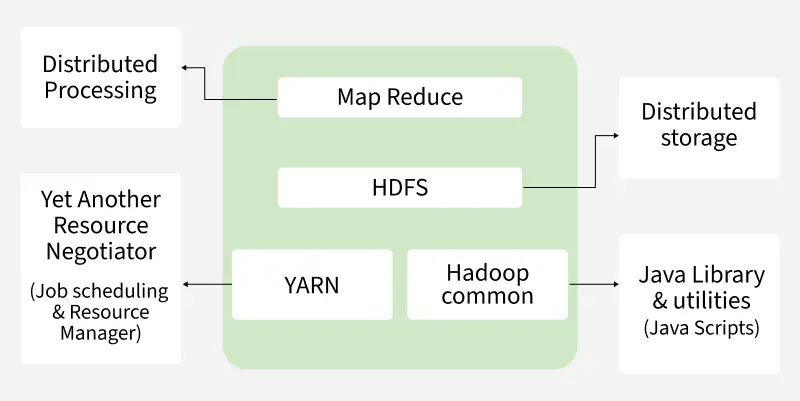 Distributed
Processing
Map Reduce
Distributed
storage
HDFS
Yet Another
Resource
Negotiator
(Job scheduling
& Resource
Manager)
YARN
Hadoop
common
Java Library
& utilities
(Java Scripts)